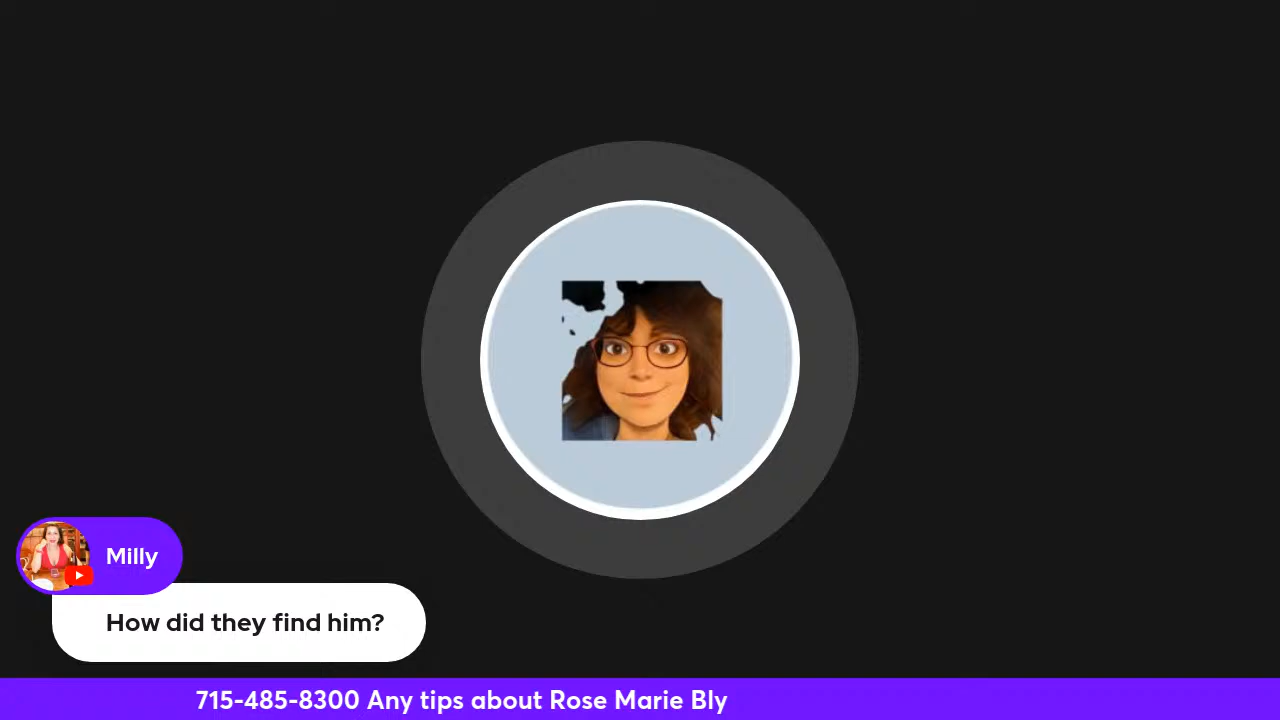 Milly
How did they find him?
715-485-8300 Any tips about Rose Marie Bly